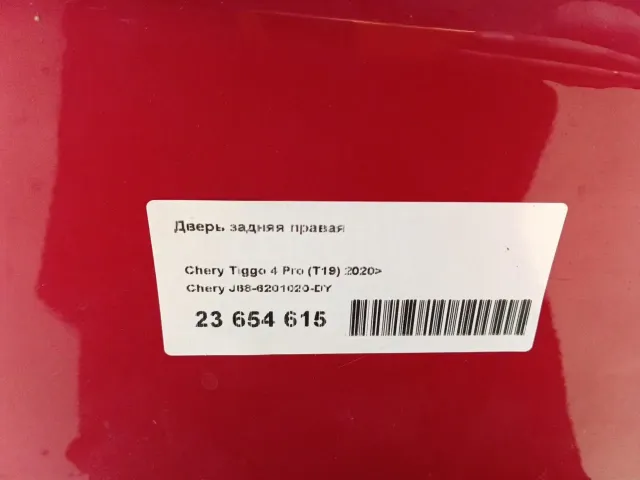 Дверь задняя правая
Chery Tiggo 4 Pro (T19) 2020>
Chery J68-6201020-DY
23 654 615